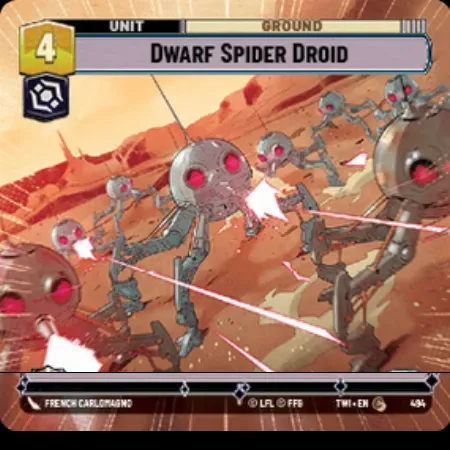 UNIT
GROUND
4
DWARF SPIDER DROID
FRENCH CARLOMAGNO
© LFL ℗ FFG
TWI • EN
494